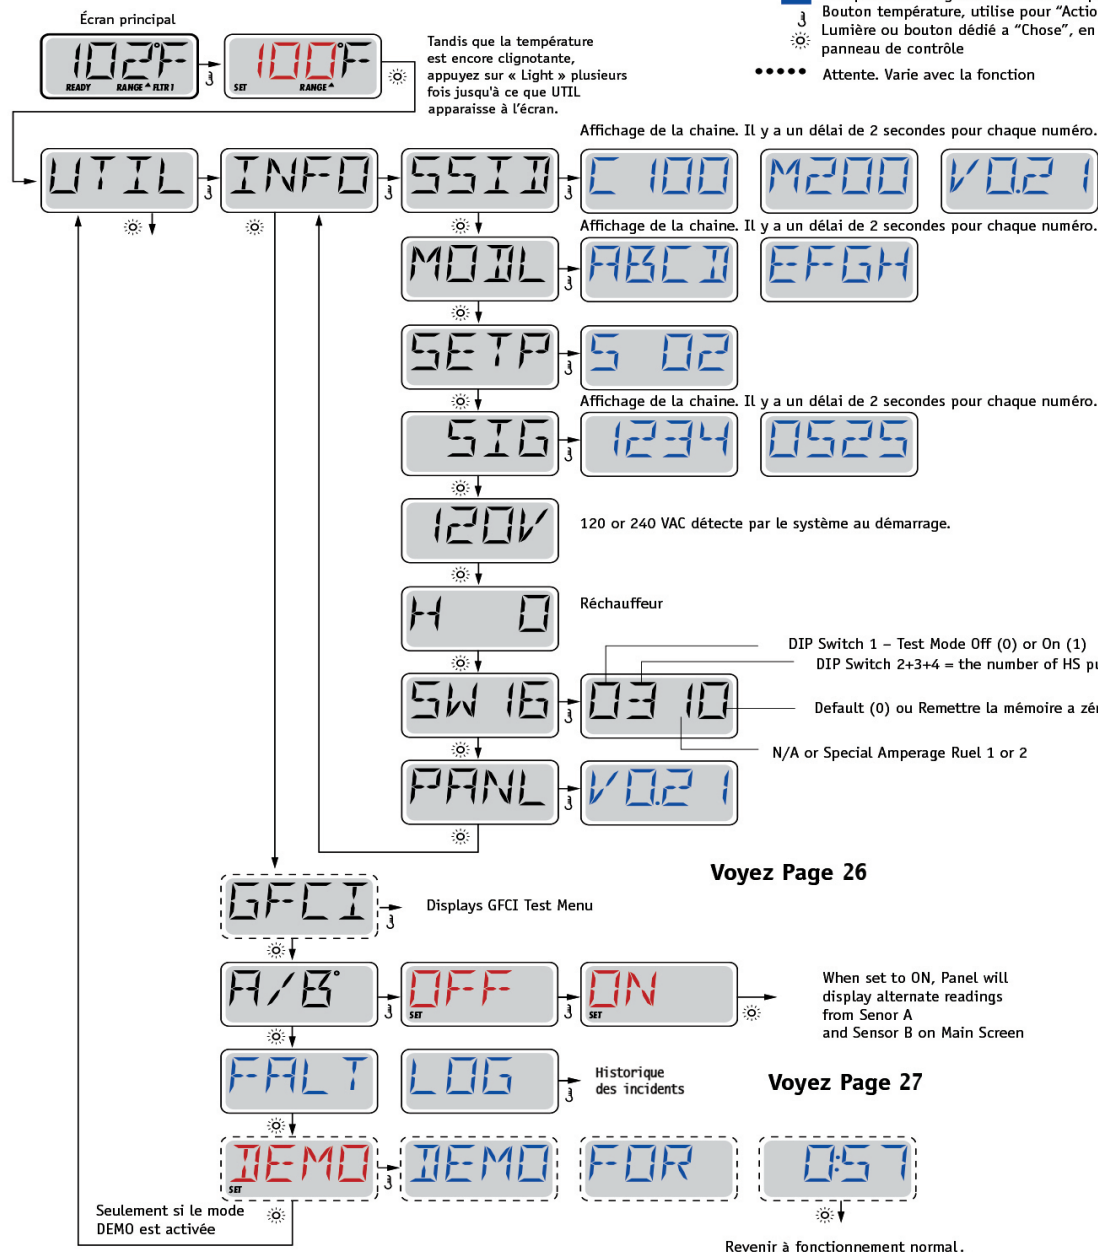 Écran principal
Bouton température, utilise pour “Actio
Lumière ou bouton dédié a “Chose”, en
panneau de contrôle
Attente. Varie avec la fonction
102°F
READY RANGE FLTR1
100°F
SET RANGE
Tandis que la température
est encore clignotante,
appuyez sur « Light » plusieurs
fois jusqu'à ce que UTIL
apparaisse à l’écran.
Affichage de la chaine. Il y a un délai de 2 secondes pour chaque numéro.
UTIL INFO SSID C 100 M200 V0.21
Affichage de la chaine. Il y a un délai de 2 secondes pour chaque numéro.
MODL ABCD EFGH
SETP S 02
Affichage de la chaine. Il y a un délai de 2 secondes pour chaque numéro.
SIG 1234 0525
120V
120 or 240 VAC détecte par le système au démarrage.
H 0
Réchauffeur
DIP Switch 1 – Test Mode Off (0) or On (1)
DIP Switch 2+3+4 = the number of HS pu
SW 16 0310
Default (0) ou Remettre la mémoire a zé
N/A or Special Amperage Ruel 1 or 2
PANL V0.21
Voyez Page 26
GFCI
Displays GFCI Test Menu
A/B°
OFF
SET
ON
SET
When set to ON, Panel will
display alternate readings
from Senor A
and Sensor B on Main Screen
FALT LOG
Historique
des incidents
Voyez Page 27
DEMO
SET
DEMO FOR 0:57
Seulement si le mode
DEMO est activée
Revenir à fonctionnement normal.